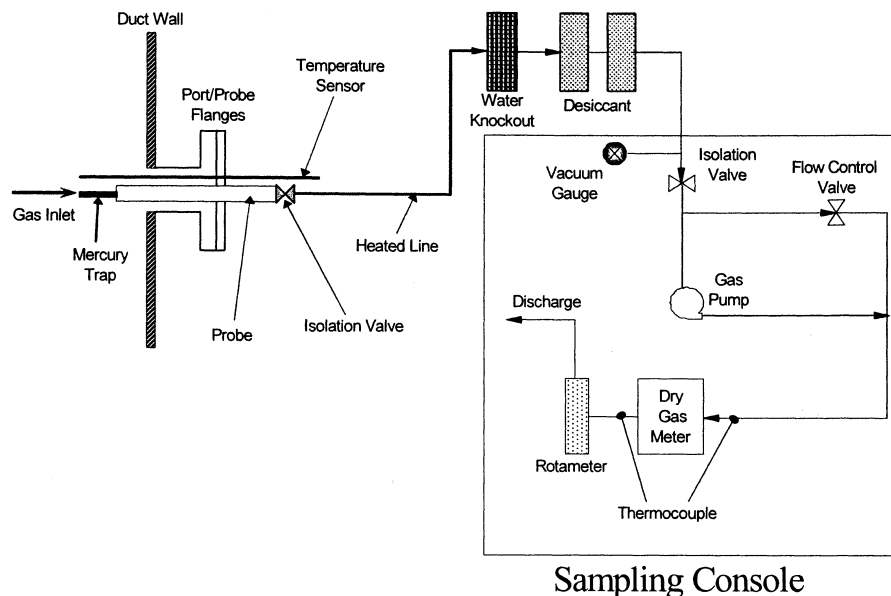 Duct Wall
Temperature
Sensor
Port/Probe
Flanges
Gas Inlet
Mercury
Trap
Probe
Isolation Valve
Heated Line
Water
Knockout
Desiccant
Vacuum
Gauge
Isolation
Valve
Flow Control
Valve
Gas
Pump
Discharge
Dry
Gas
Meter
Rotameter
Thermocouple
Sampling Console